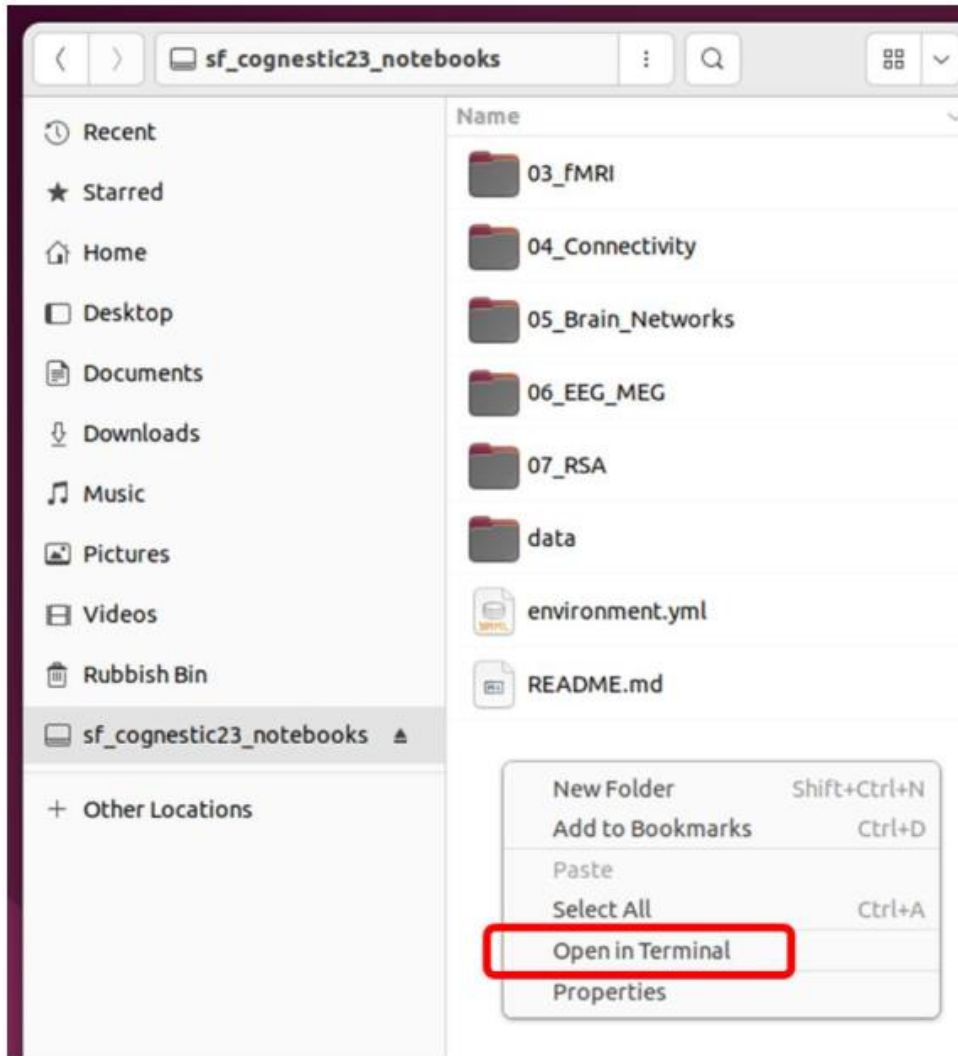 sf_cognestic23_notebooks
Recent
Starred
Home
Desktop
Documents
Downloads
Music
Pictures
Videos
Rubbish Bin
sf_cognestic23_notebooks
+ Other Locations
Name
03_fMRI
04_Connectivity
05_Brain_Networks
06_EEG_MEG
07_RSA
data
environment.yml
README.md
New Folder Shift+Ctrl+N
Add to Bookmarks Ctrl+D
Paste
Select All Ctrl+A
Open in Terminal
Properties